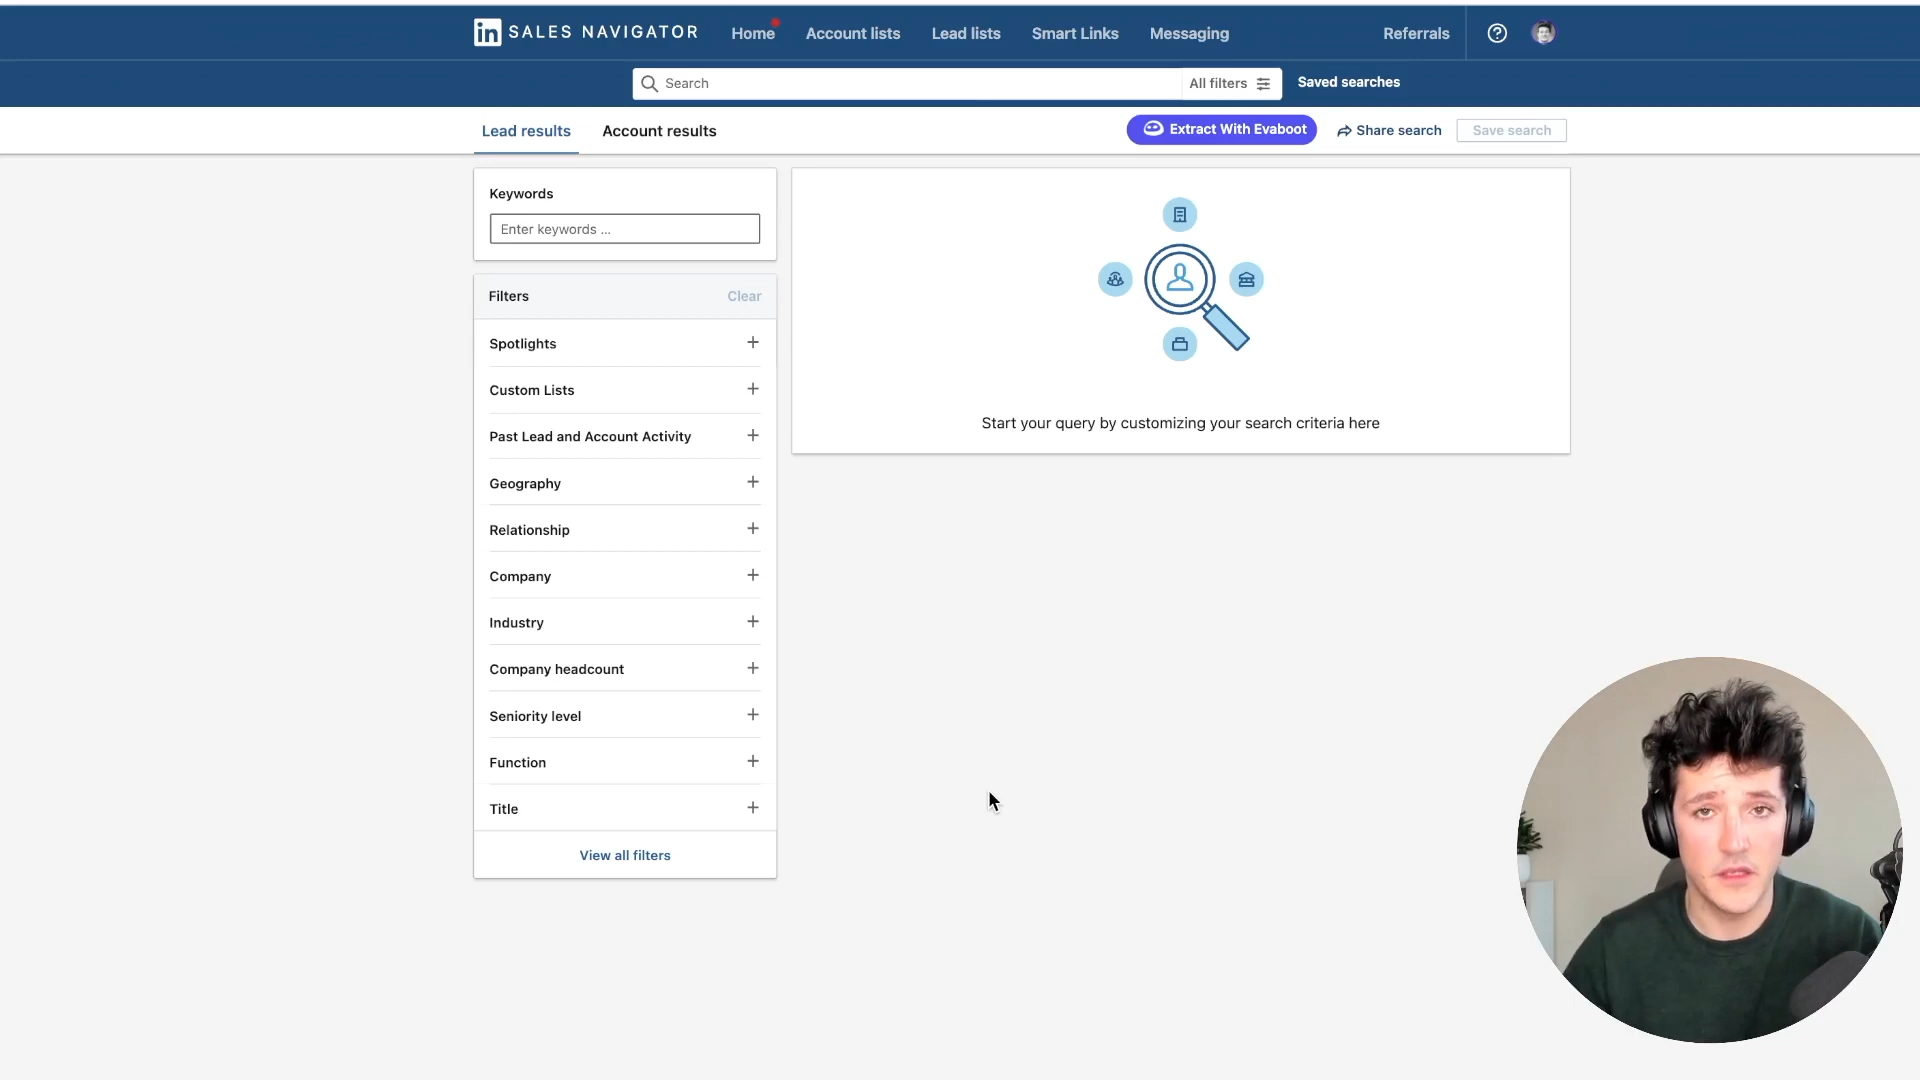 in SALES NAVIGATOR Home Account lists Lead lists Smart Links Messaging Referrals
Search All filters Saved searches
Lead results Account results Extract With Evaboot Share search Save search
Keywords
Enter keywords ...
Filters Clear
Spotlights
Custom Lists
Past Lead and Account Activity
Geography
Relationship
Company
Industry
Company headcount
Seniority level
Function
Title
View all filters
Start your query by customizing your search criteria here